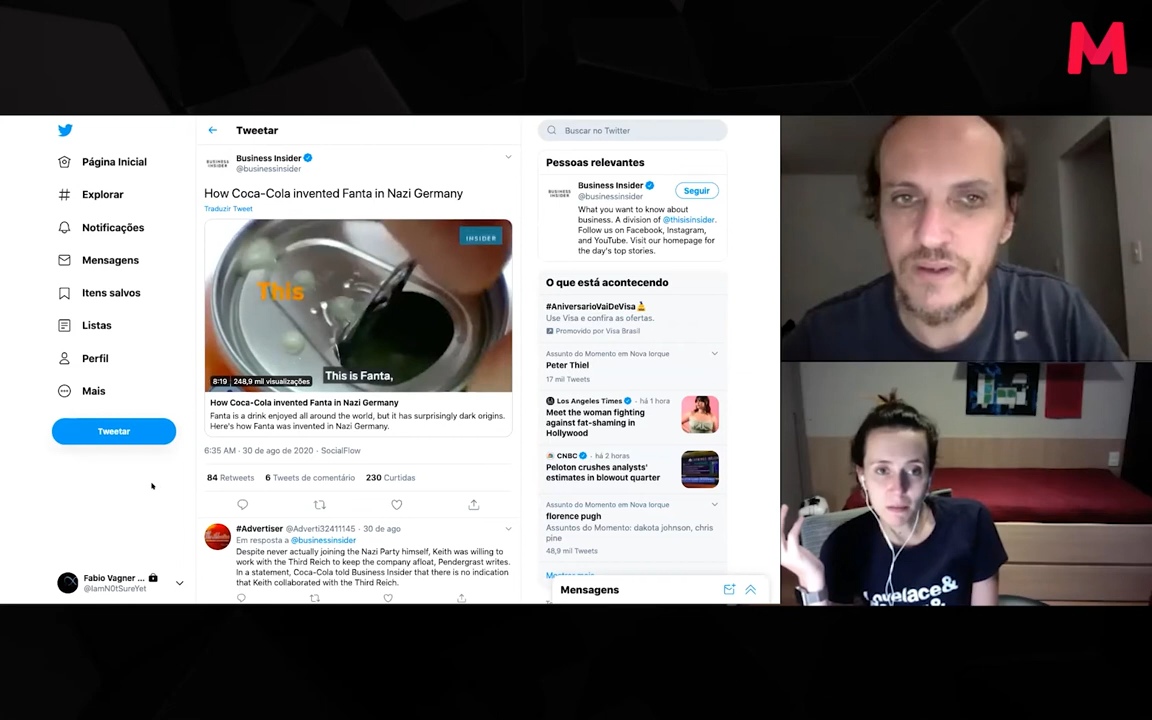 M
Página Inicial
Explorar
Notificações
Mensagens
Itens salvos
Listas
Perfil
Mais
Tweetar
Fabio Vagner ...
@IamN0tSureYet
Tweetar
BUSINESS
INSIDER
Business Insider
@businessinsider
How Coca-Cola invented Fanta in Nazi Germany
Traduzir Tweet
INSIDER
This
This is Fanta,
8:19 248,9 mil visualizações
How Coca-Cola invented Fanta in Nazi Germany
Fanta is a drink enjoyed all around the world, but it has surprisingly dark origins.
Here's how Fanta was invented in Nazi Germany.
6:35 AM · 30 de ago de 2020 · SocialFlow
84 Retweets 6 Tweets de comentário 230 Curtidas
#Advertiser @Adverti32411145 · 30 de ago
Em resposta a @businessinsider
Despite never actually joining the Nazi Party himself, Keith was willing to
work with the Third Reich to keep the company afloat, Pendergrast writes.
In a statement, Coca-Cola told Business Insider that there is no indication
that Keith collaborated with the Third Reich.
Buscar no Twitter
Pessoas relevantes
BUSINESS
INSIDER
Business Insider
@businessinsider
Seguir
What you want to know about
business. A division of @thisisinsider.
Follow us on Facebook, Instagram,
and YouTube. Visit our homepage for
the day's top stories.
O que está acontecendo
#AniversarioVaiDeVisa
Use Visa e confira as ofertas.
Promovido por Visa Brasil
Assunto do Momento em Nova Iorque
Peter Thiel
17 mil Tweets
Los Angeles Times · há 1 hora
Meet the woman fighting
against fat-shaming in
Hollywood
CNBC · há 2 horas
Peloton crushes analysts'
estimates in blowout quarter
Assunto do Momento em Nova Iorque
florence pugh
Assuntos do Momento: dakota johnson, chris
pine
48,9 mil Tweets
Mostrar mais
Mensagens
Lovelace&